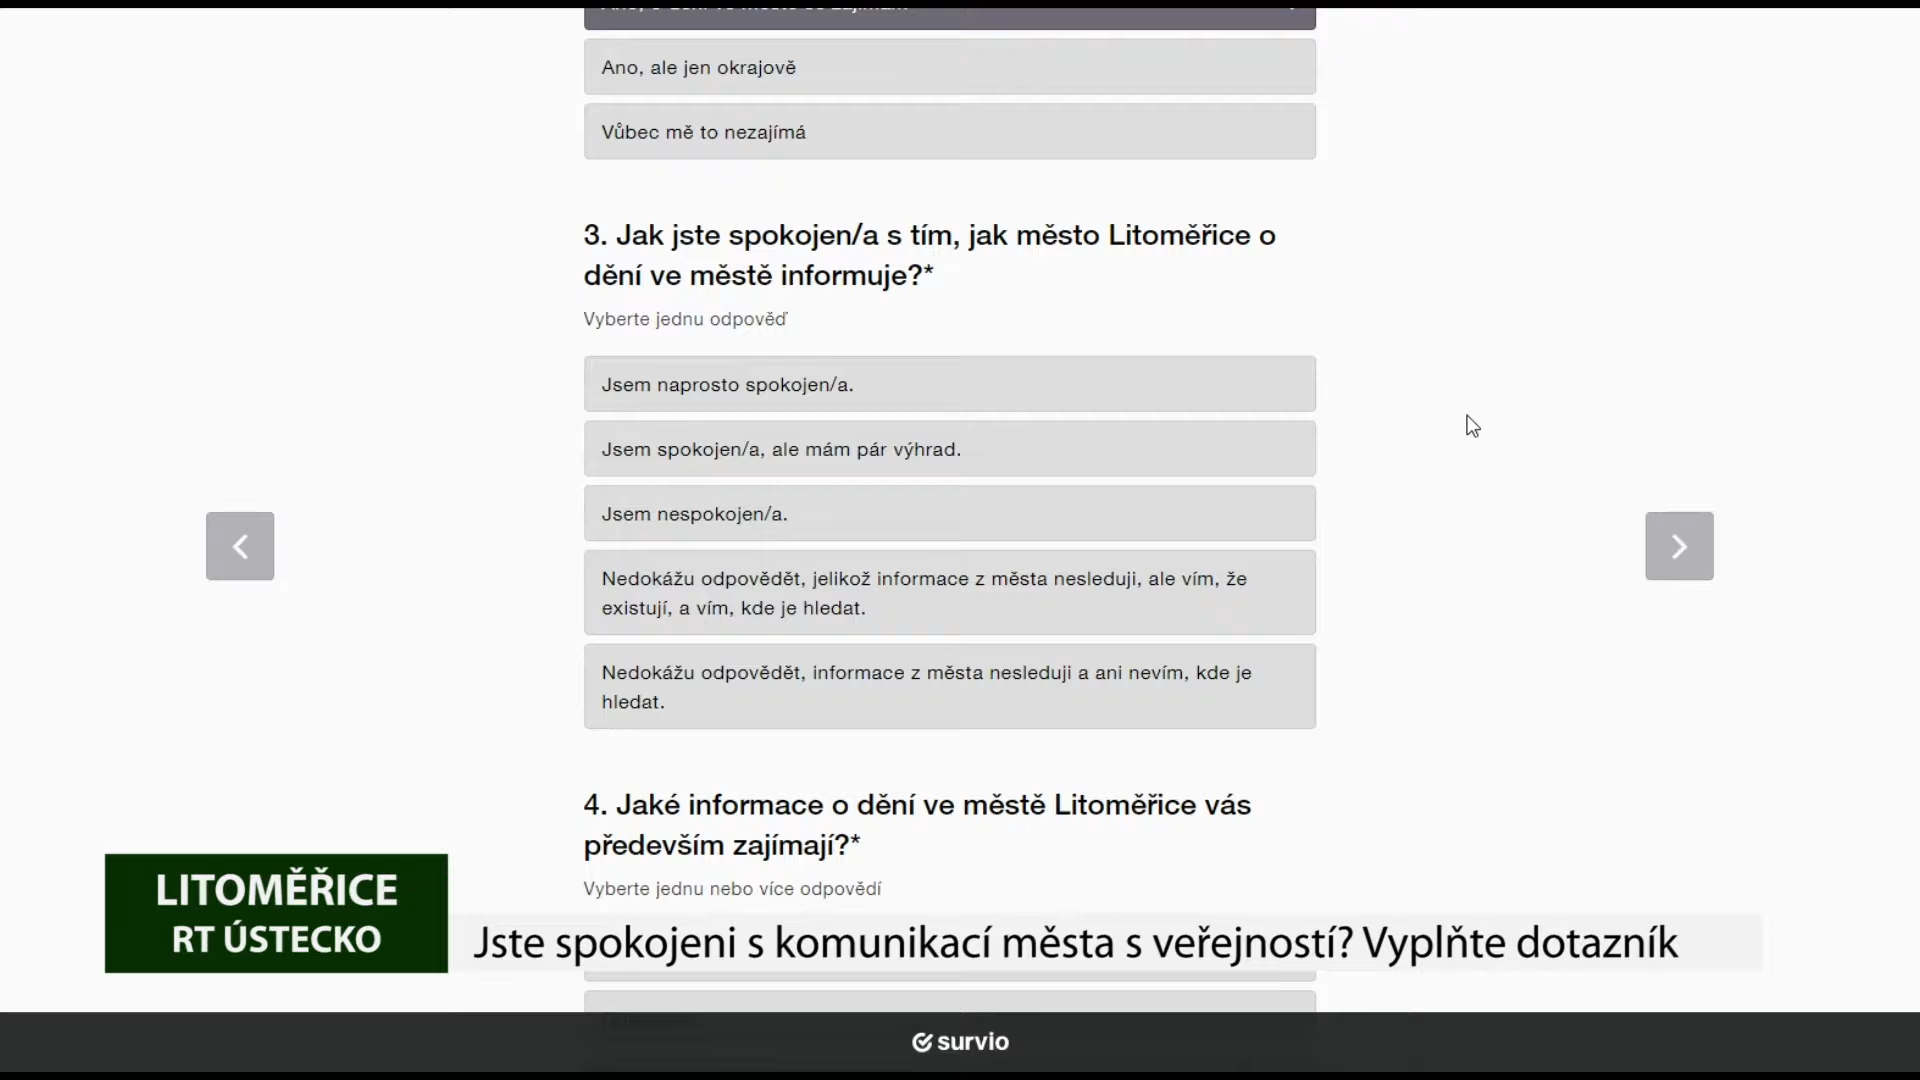 Ano, ale jen okrajově
Vůbec mě to nezajímá
3. Jak jste spokojen/a s tím, jak město Litoměřice o
dění ve městě informuje?*
Vyberte jednu odpověď
Jsem naprosto spokojen/a.
Jsem spokojen/a, ale mám pár výhrad.
Jsem nespokojen/a.
Nedokážu odpovědět, jelikož informace z města nesleduji, ale vím, že
existují, a vím, kde je hledat.
Nedokážu odpovědět, informace z města nesleduji a ani nevím, kde je
hledat.
4. Jaké informace o dění ve městě Litoměřice vás
především zajímají?*
Vyberte jednu nebo více odpovědí
LITOMĚŘICE
RT ÚSTECKO
Jste spokojeni s komunikací města s veřejností? Vyplňte dotazník
survio